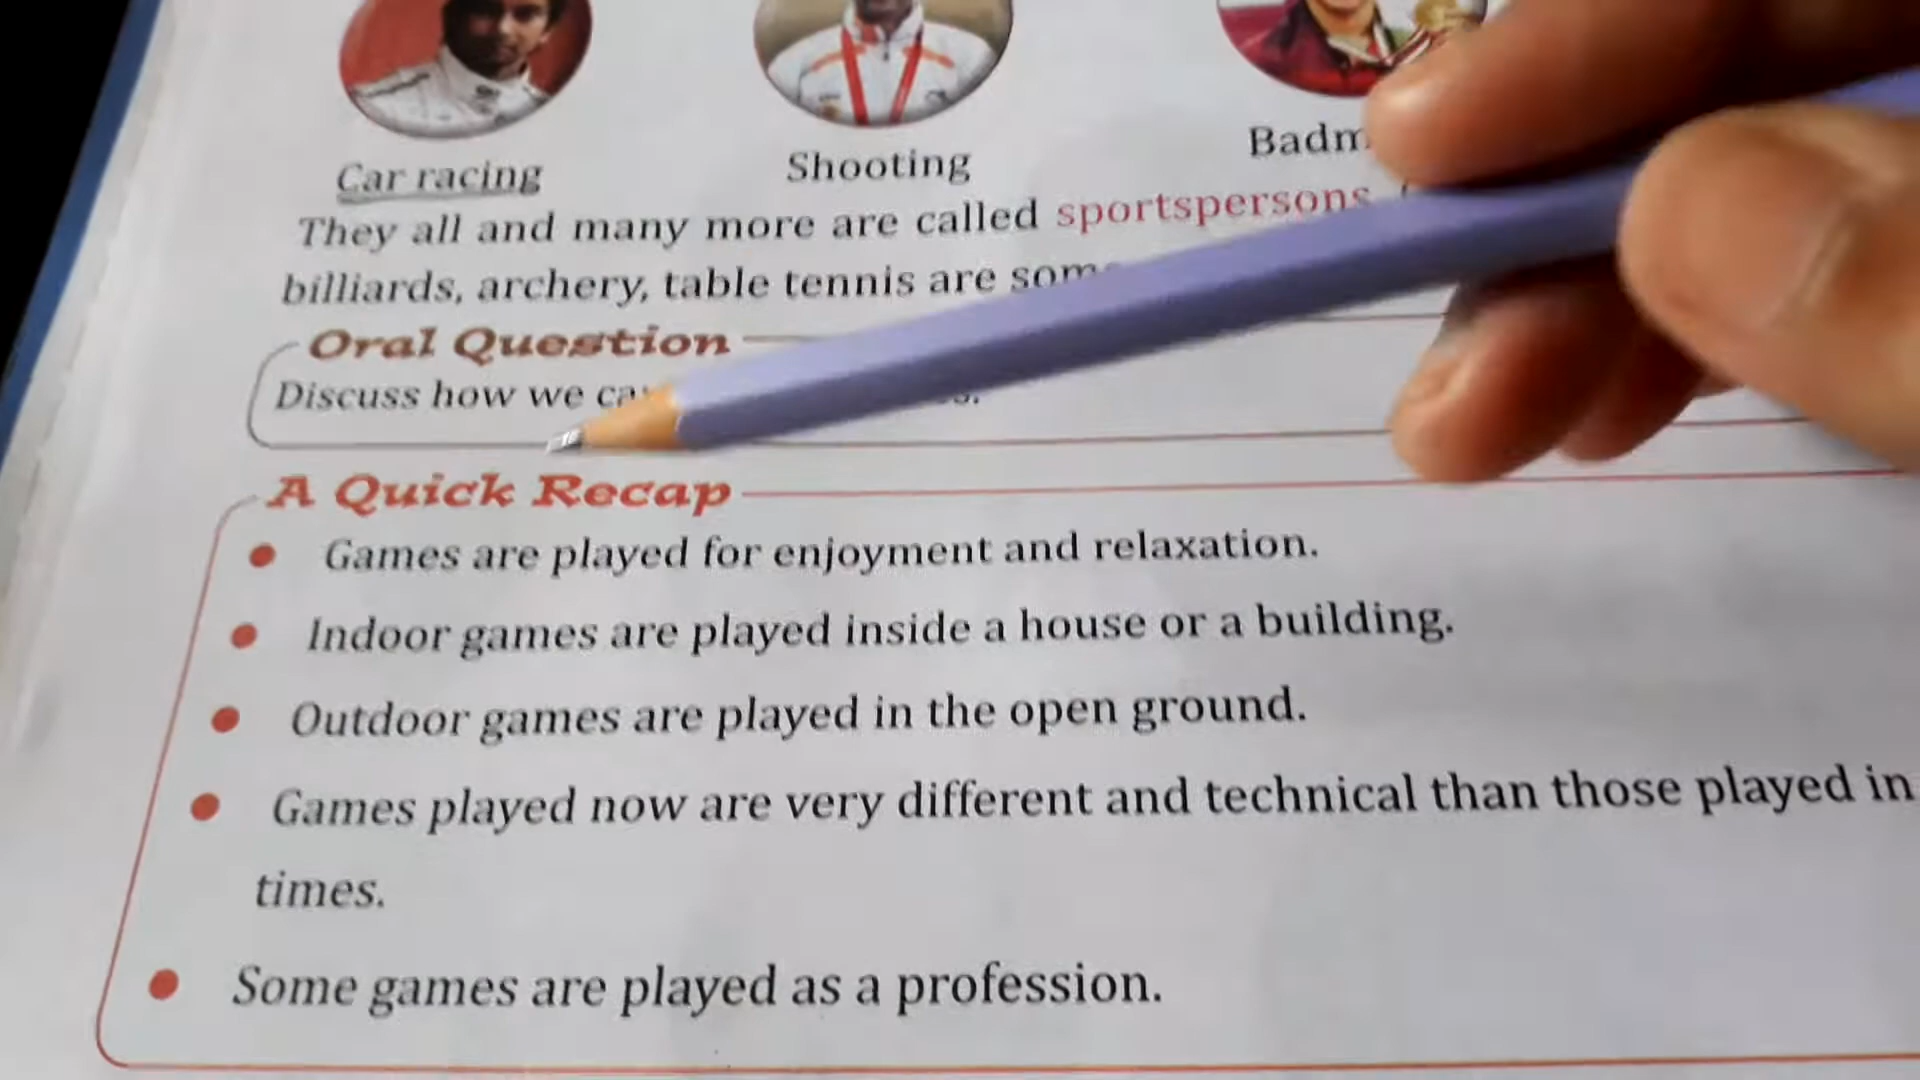 Car racing
Shooting
They all and many more are called sportspersons.
billiards, archery, table tennis are
Oral Question
Discuss how we
A Quick Recap
• Games are played for enjoyment and relaxation.
• Indoor games are played inside a house or a building.
• Outdoor games are played in the open ground.
• Games played now are very different and technical than those played in
times.
• Some games are played as a profession.